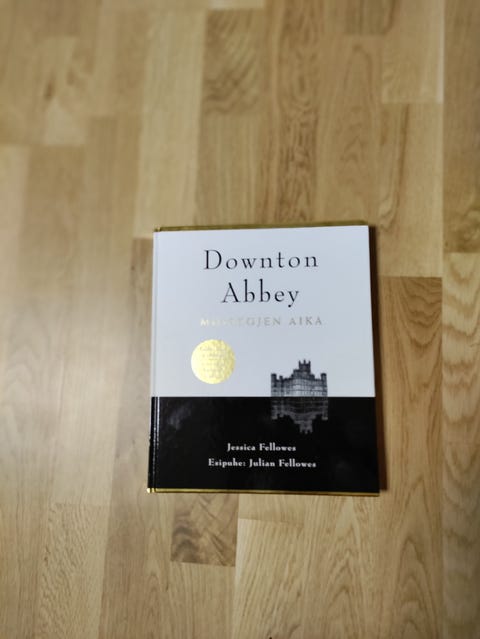 Downton
Abbey
AIKA
Jessica Fellowes
Esipuhe: Julian Fellowes